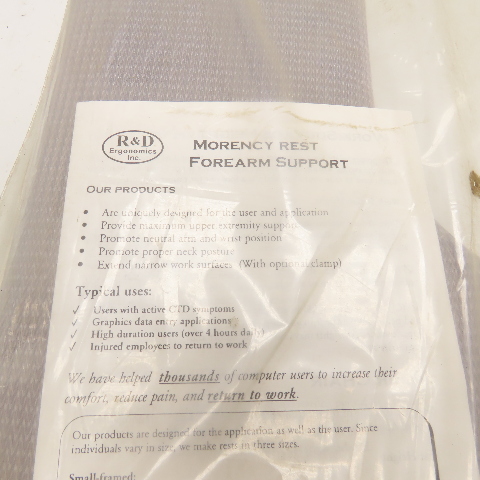 R&D
Ergonomics
Inc.
MORENCY REST
FOREARM SUPPORT
OUR PRODUCTS
• Are uniquely designed for the user and application
• Provide maximum upper extremity support
• Promote neutral arm and wrist position
• Promote proper neck posture
• Extend narrow work surfaces (With optional clamp)
Typical uses:
✓ Users with active CTD symptoms
✓ Graphics data entry applications
✓ High duration users (over 4 hours daily)
✓ Injured employees to return to work
We have helped thousands of computer users to increase their
comfort, reduce pain, and return to work.
Our products are designed for the application as well as the user. Since
individuals vary in size, we make rests in three sizes.
Small-framed: